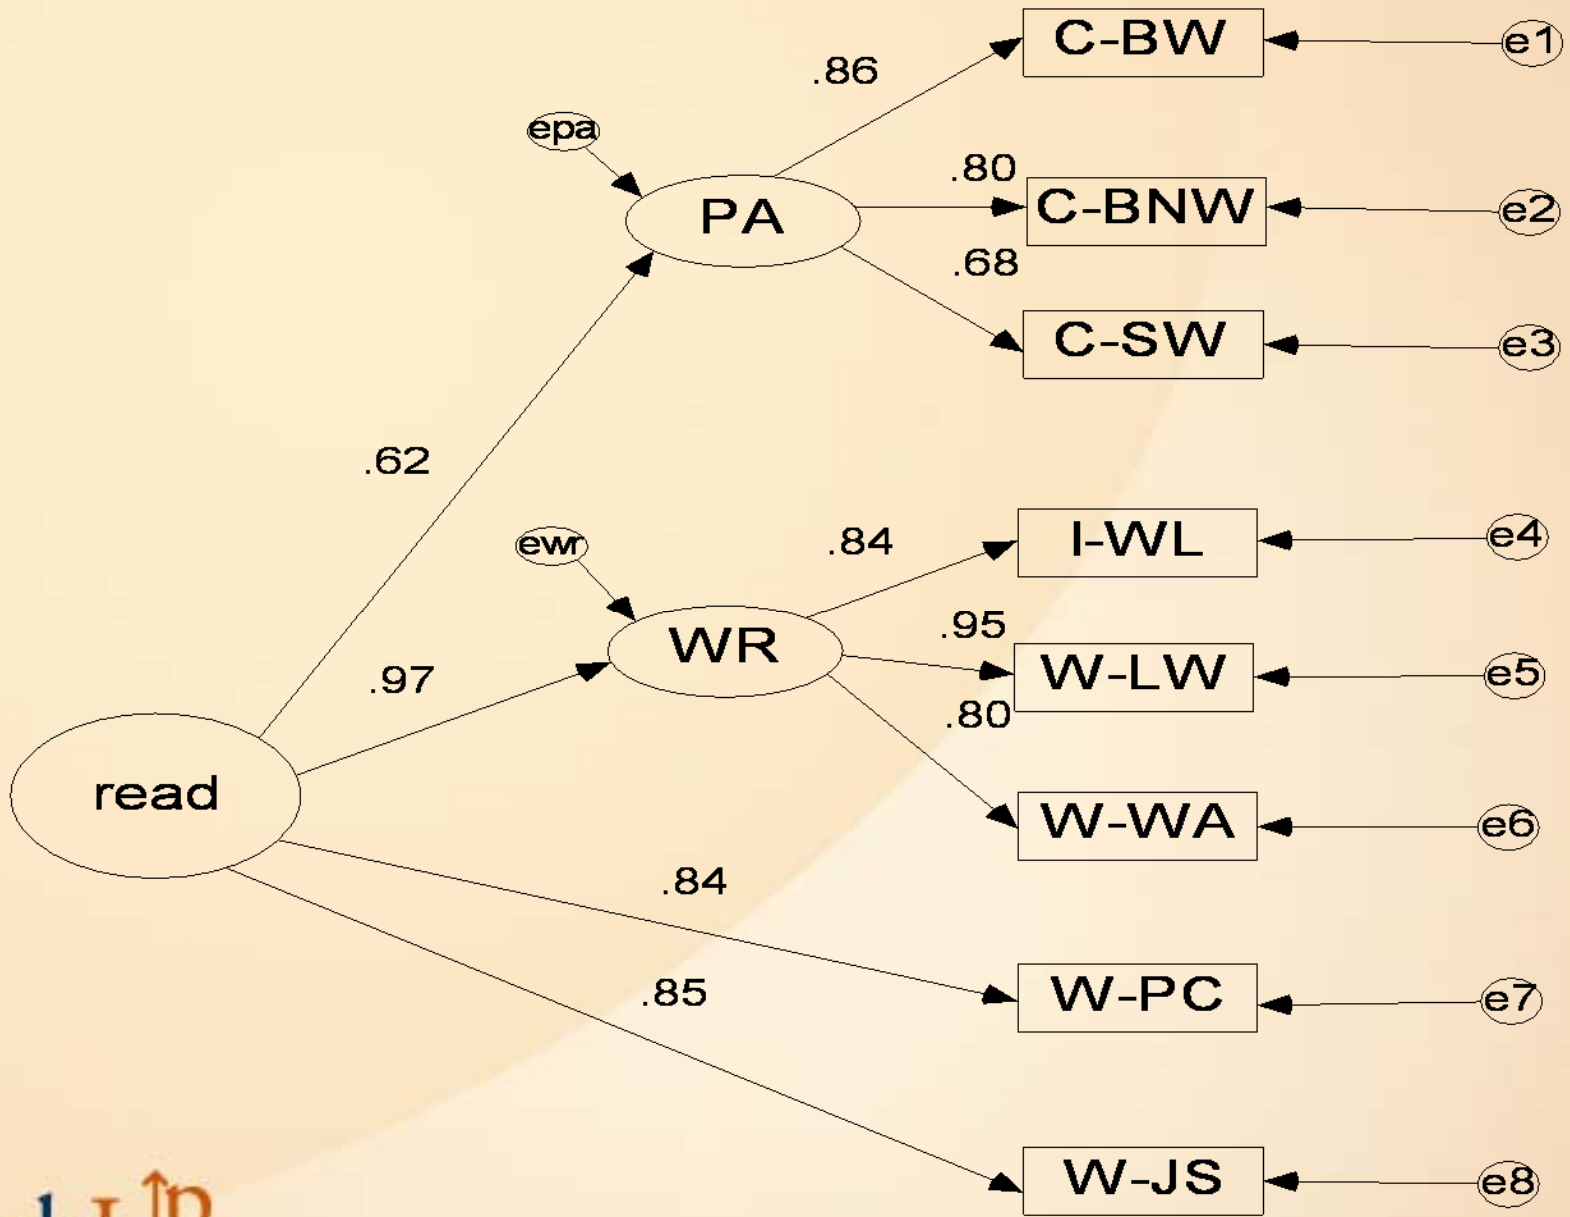 C-BW
e1
.86
epa
.80
PA
C-BNW
e2
.68
C-SW
e3
.62
ewr
.84
I-WL
e4
.95
WR
W-LW
e5
.97
.80
read
W-WA
e6
.84
W-PC
e7
.85
W-JS
e8